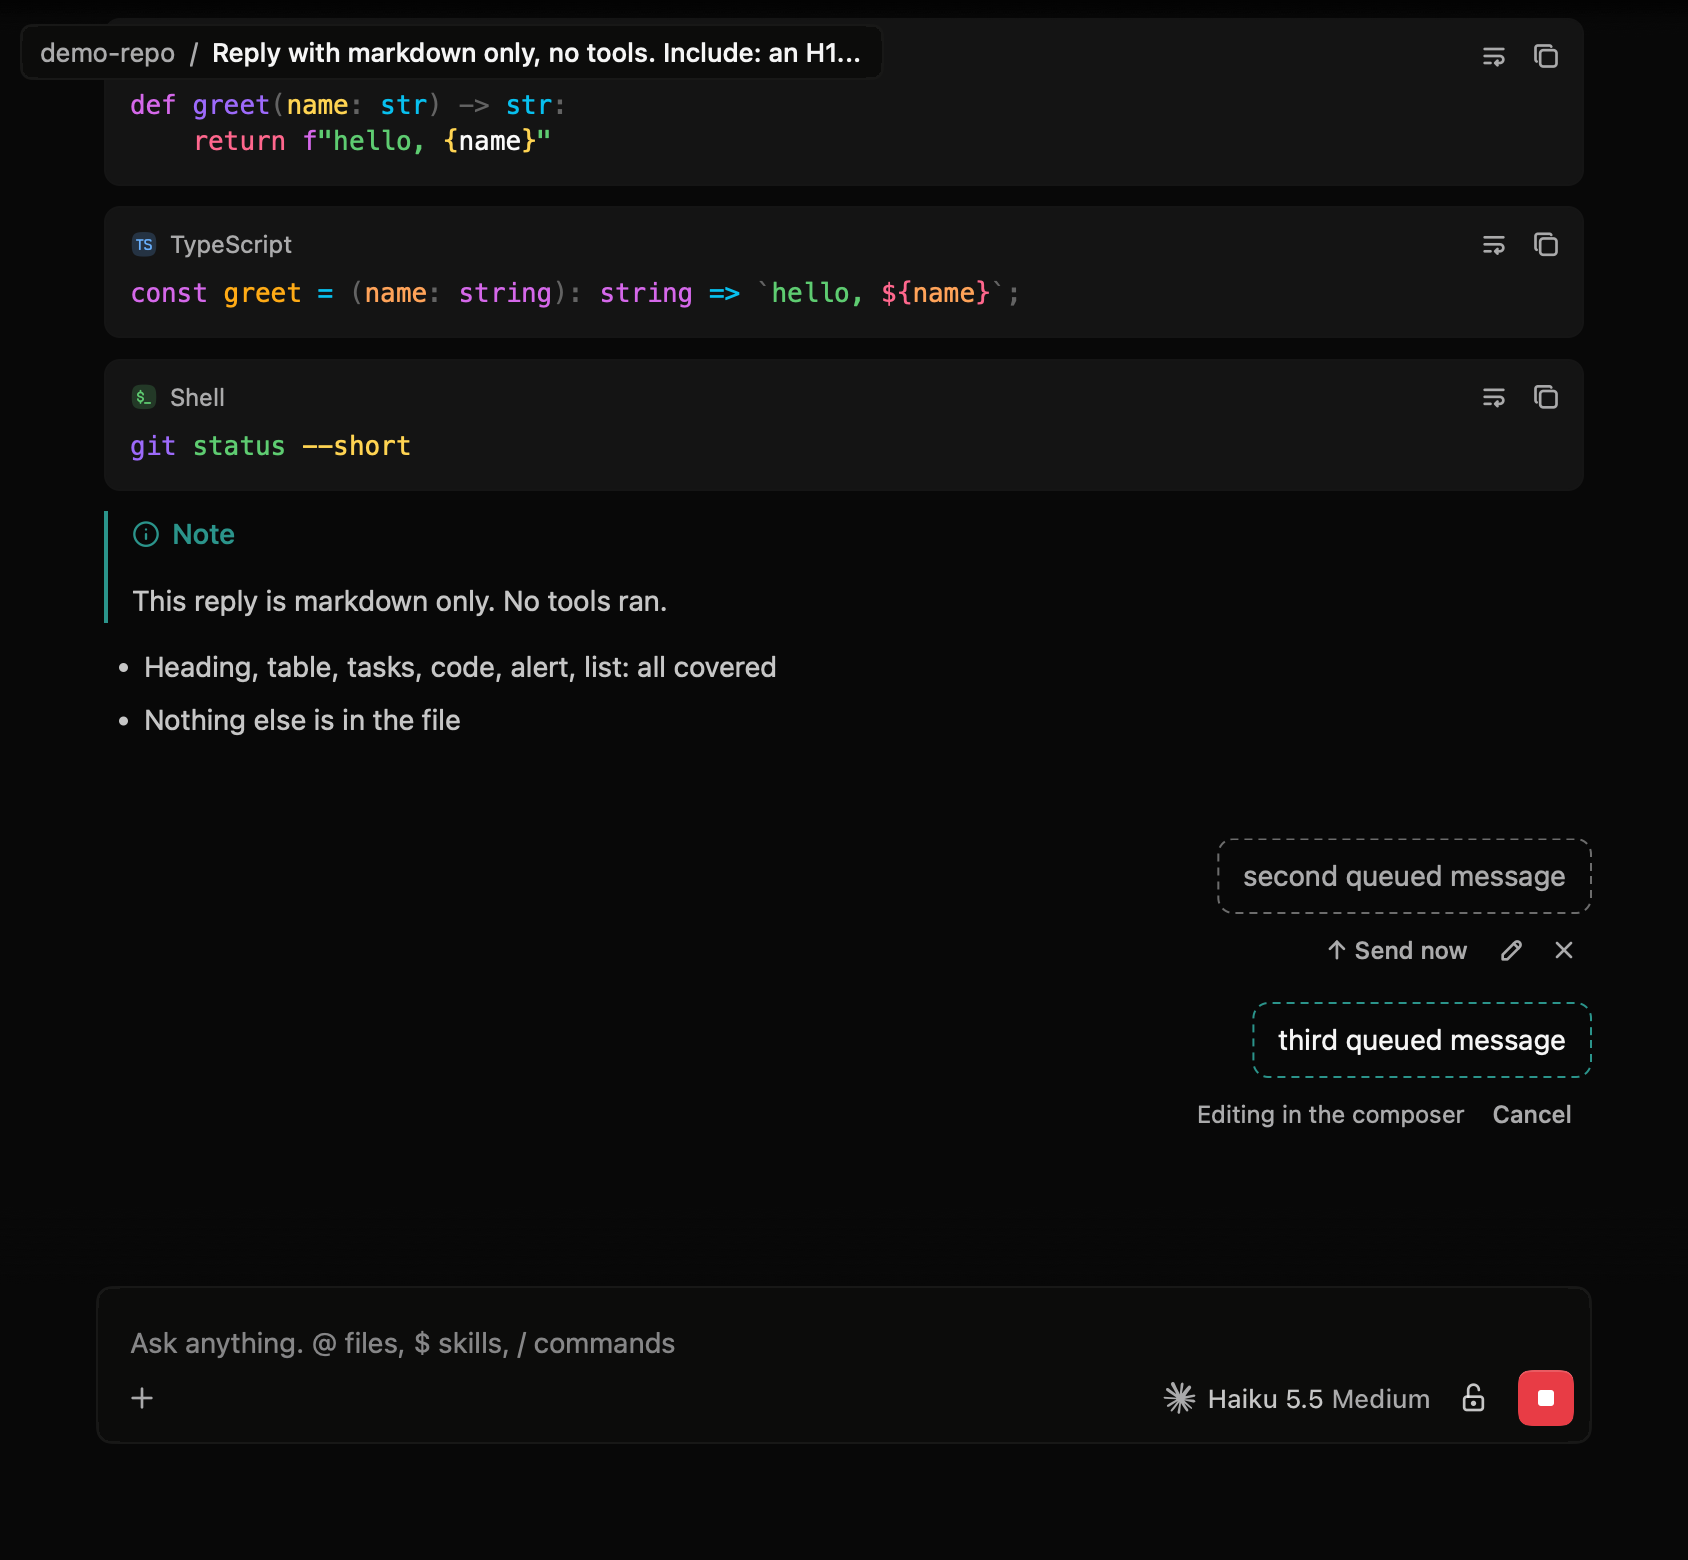 demo-repo / Reply with markdown only, no tools. Include: an H1...
def greet(name: str) -> str:
    return f"hello, {name}"
TS TypeScript
const greet = (name: string): string => `hello, ${name}`;
$_ Shell
git status --short
Note
This reply is markdown only. No tools ran.
• Heading, table, tasks, code, alert, list: all covered
• Nothing else is in the file
second queued message
↑ Send now
third queued message
Editing in the composer Cancel
Ask anything. @ files, $ skills, / commands
Haiku 5.5 Medium